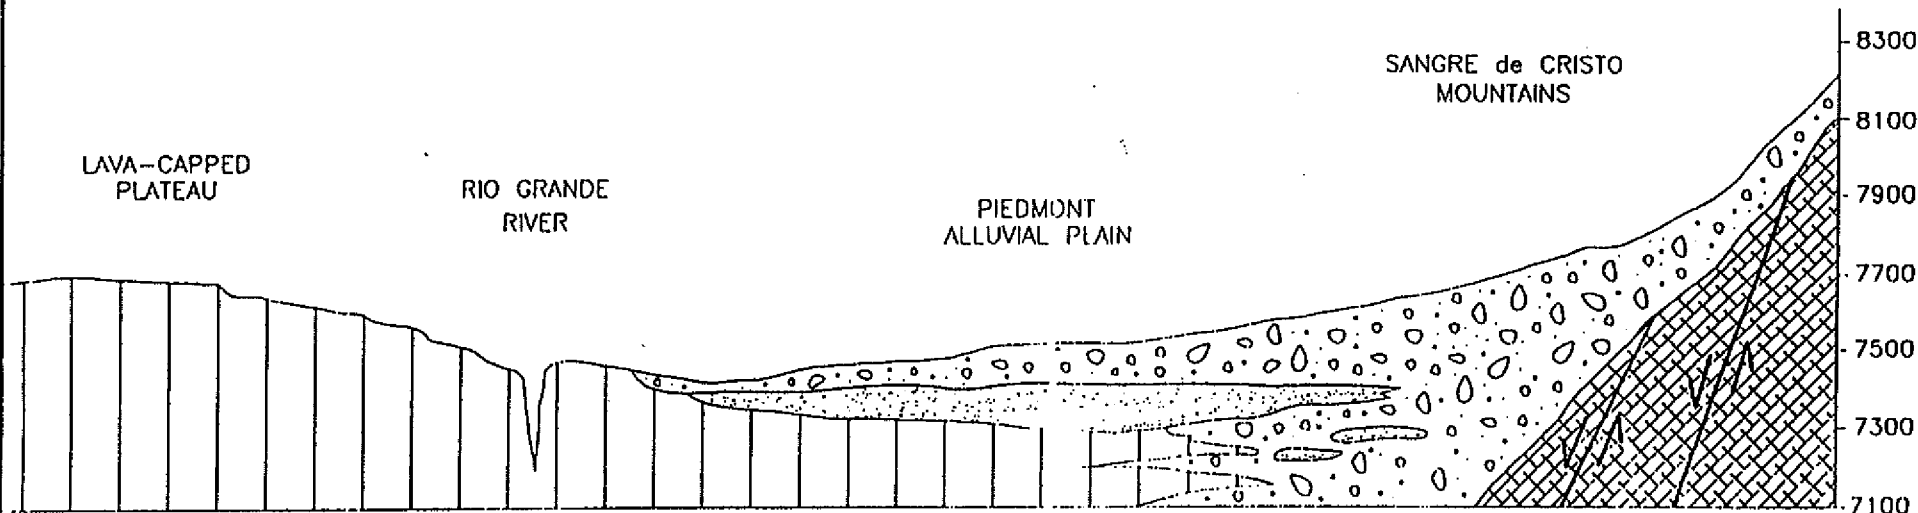 LAVA-CAPPED
PLATEAU
RIO GRANDE
RIVER
PIEDMONT
ALLUVIAL PLAIN
SANGRE de CRISTO
MOUNTAINS
8300
8100
7900
7700
7500
7300
7100